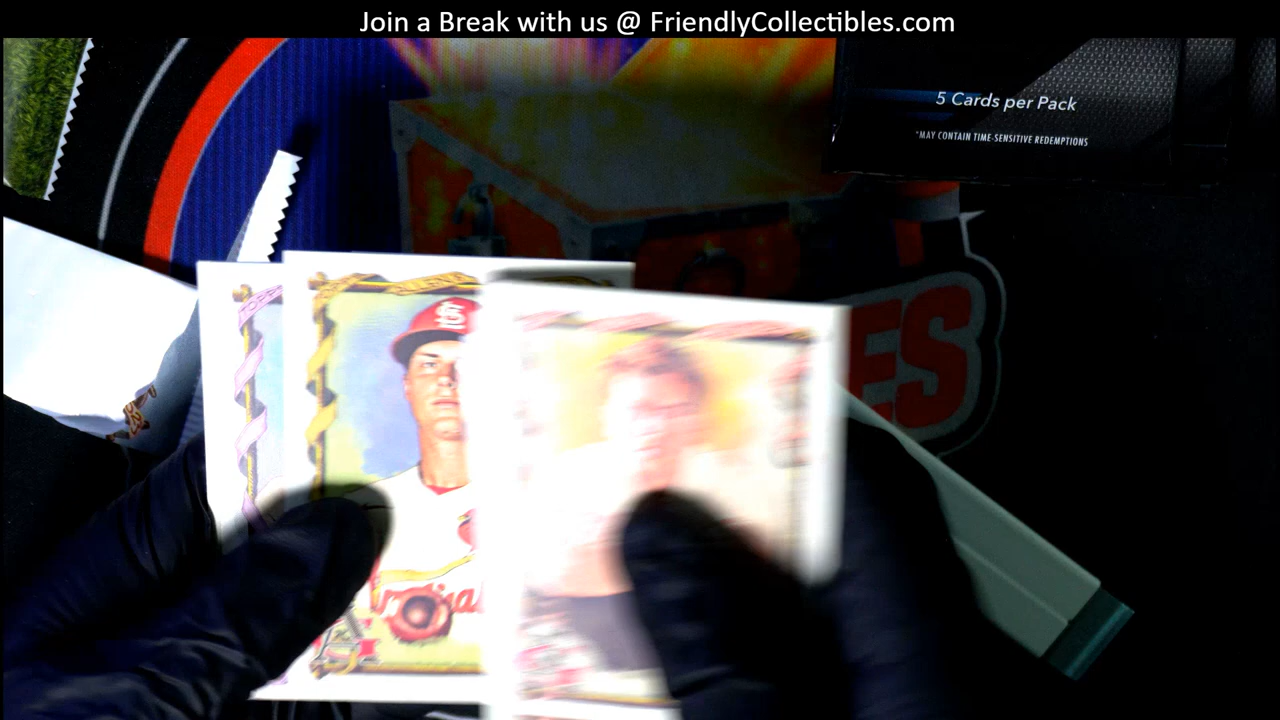 Join a Break with us @ FriendlyCollectibles.com
5 Cards per Pack
*MAY CONTAIN TIME-SENSITIVE REDEMPTIONS
ES